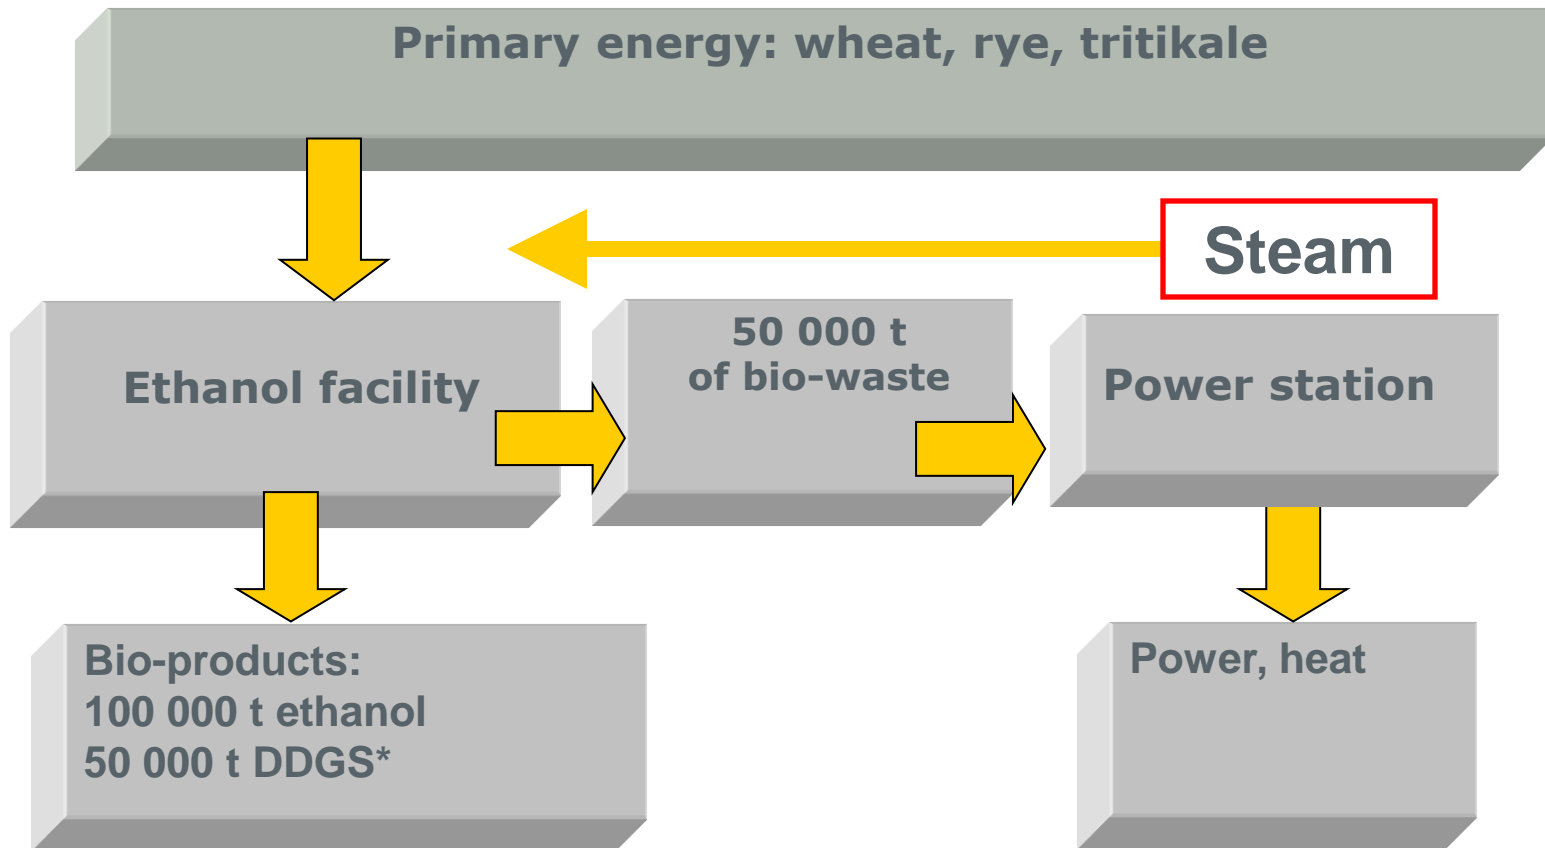 Primary energy: wheat, rye, tritikale
Steam
Ethanol facility
50 000 t
of bio-waste
Power station
Bio-products:
100 000 t ethanol
50 000 t DDGS*
Power, heat